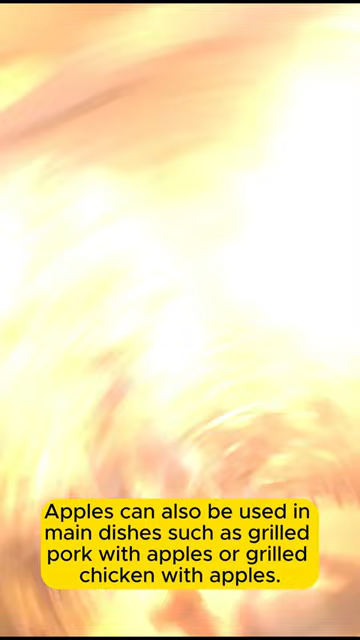 Apples can also be used in
main dishes such as grilled
pork with apples or grilled
chicken with apples.